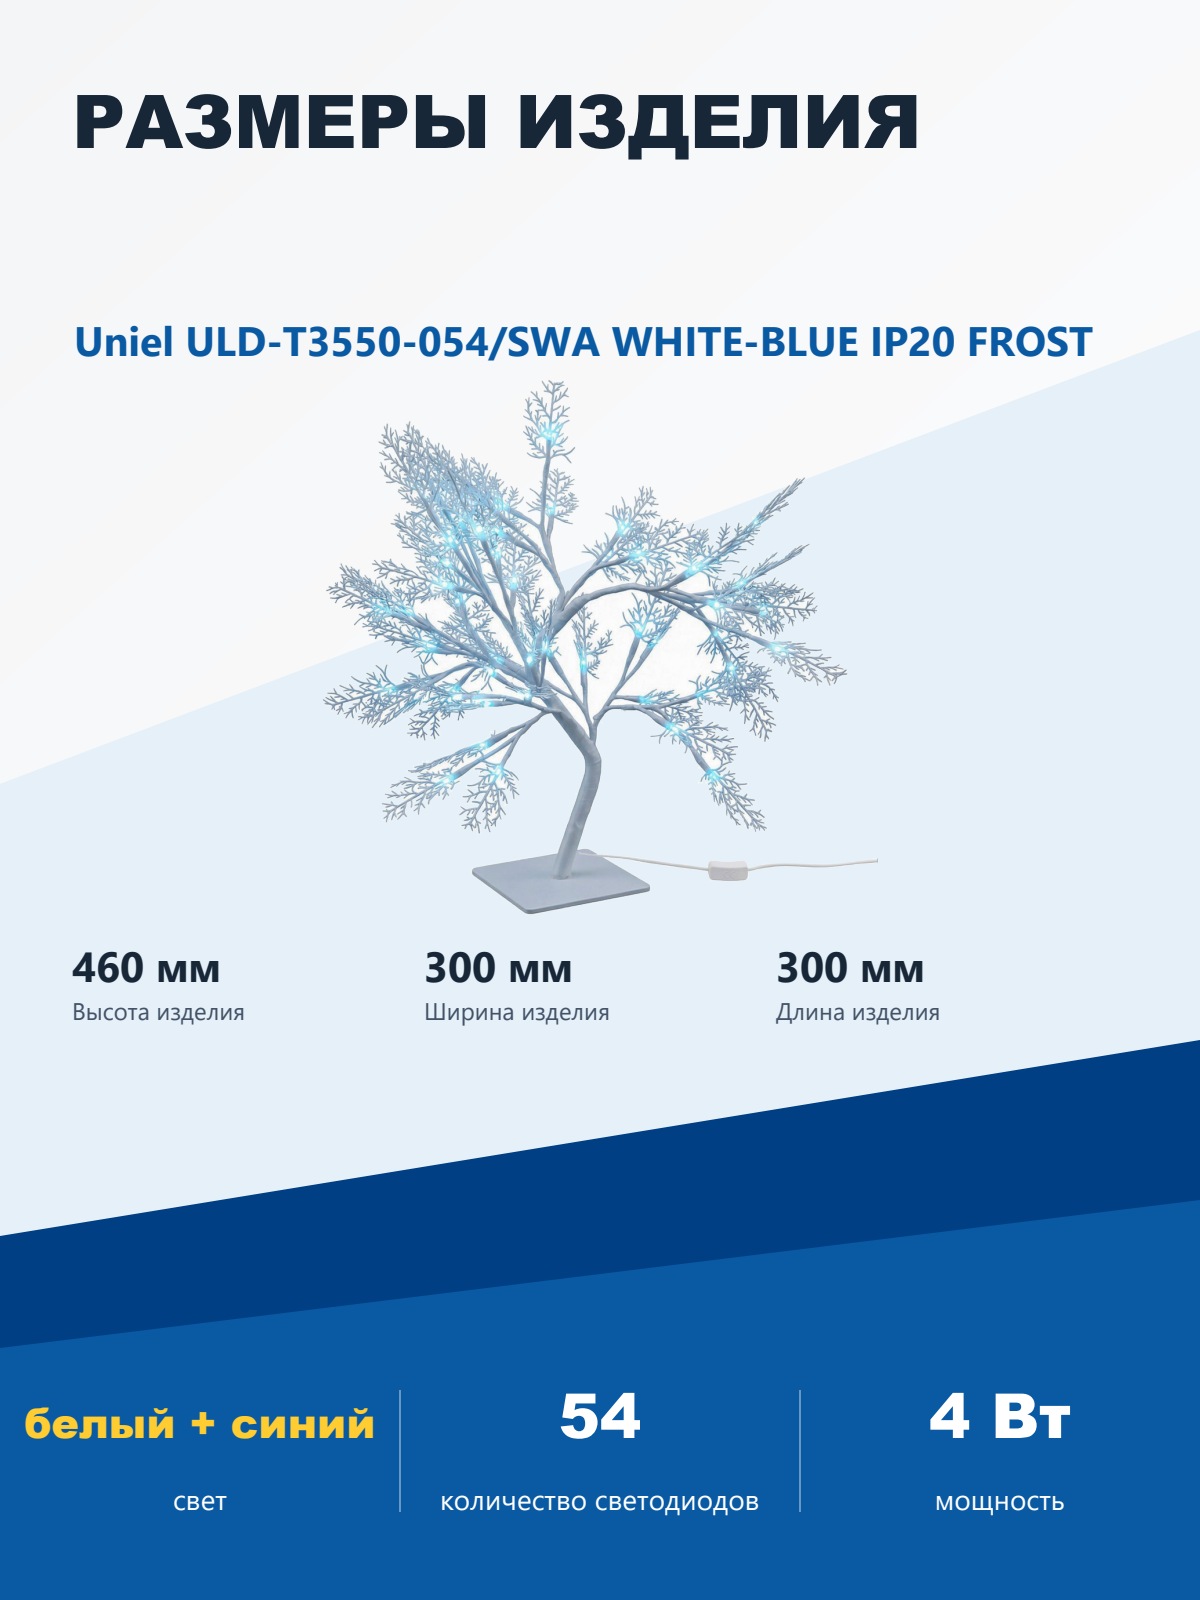 РАЗМЕРЫ ИЗДЕЛИЯ
Uniel ULD-T3550-054/SWA WHITE-BLUE IP20 FROST
460 мм
Высота изделия
300 мм
Ширина изделия
300 мм
Длина изделия
белый + синий
свет
54
количество светодиодов
4 Вт
мощность